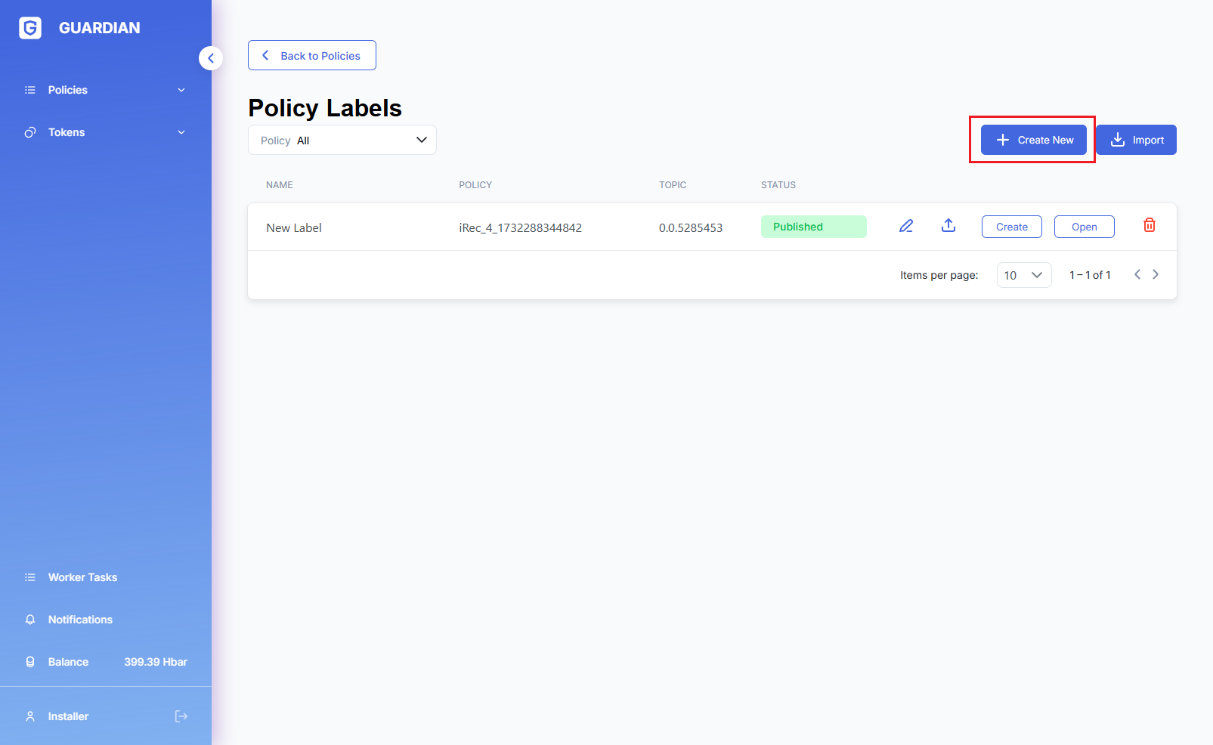 GUARDIAN
Policies
Tokens
Worker Tasks
Notifications
Balance 399.39 Hbar
Installer
Back to Policies
Policy Labels
Policy All
Create New
Import
NAME POLICY TOPIC STATUS
New Label iRec_4_1732288344842 0.0.5285453 Published Create Open
Items per page: 10 1 – 1 of 1